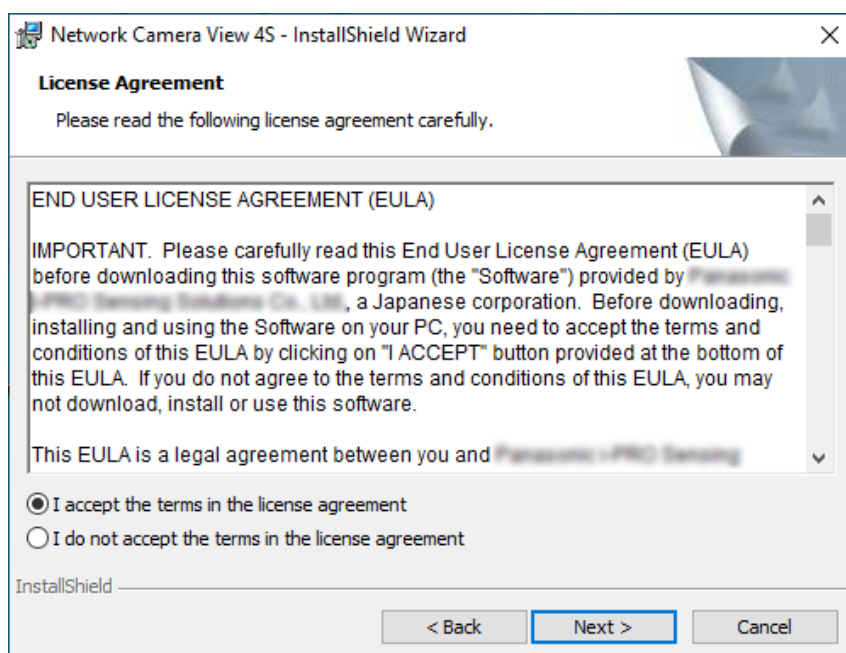 Network Camera View 4S - InstallShield Wizard
License Agreement
Please read the following license agreement carefully.
END USER LICENSE AGREEMENT (EULA)
IMPORTANT.  Please carefully read this End User License Agreement (EULA)
before downloading this software program (the "Software") provided by
, a Japanese corporation.  Before downloading,
installing and using the Software on your PC, you need to accept the terms and
conditions of this EULA by clicking on "I ACCEPT" button provided at the bottom of
this EULA.  If you do not agree to the terms and conditions of this EULA, you may
not download, install or use this software.
This EULA is a legal agreement between you and
I accept the terms in the license agreement
I do not accept the terms in the license agreement
InstallShield
< Back
Next >
Cancel